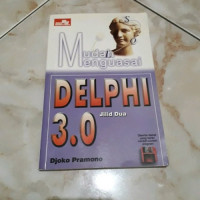 Mudah
Menguasai
DELPHI
3.0
Jilid Dua
Djoko Pramono